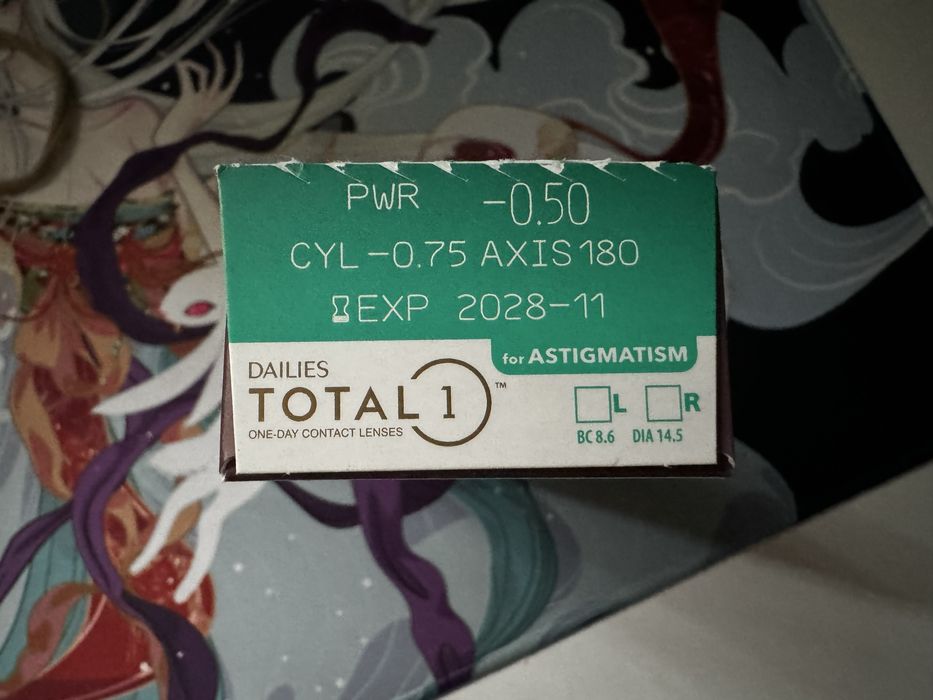 PWR -0.50
CYL -0.75 AXIS 180
EXP 2028-11
for ASTIGMATISM
DAILIES
TOTAL 1™
ONE-DAY CONTACT LENSES
L R
BC 8.6 DIA 14.5